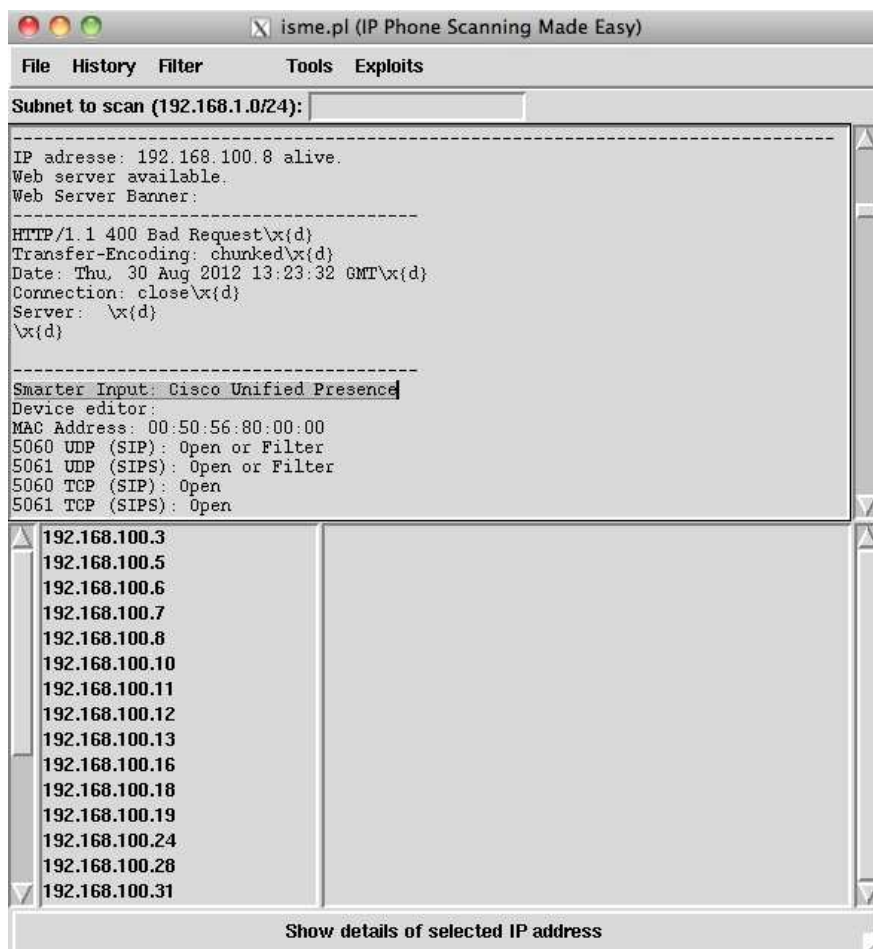 isme.pl (IP Phone Scanning Made Easy)
File History Filter Tools Exploits
Subnet to scan (192.168.1.0/24):
--------------------------------------------------------------------------------
IP adresse: 192.168.100.8 alive.
Web server available.
Web Server Banner:
---------------------------------------
HTTP/1.1 400 Bad Request\x{d}
Transfer-Encoding: chunked\x{d}
Date: Thu, 30 Aug 2012 13:23:32 GMT\x{d}
Connection: close\x{d}
Server:  \x{d}
\x{d}
---------------------------------------
Smarter Input: Cisco Unified Presence
Device editor:
MAC Address: 00:50:56:80:00:00
5060 UDP (SIP): Open or Filter
5061 UDP (SIPS): Open or Filter
5060 TCP (SIP): Open
5061 TCP (SIPS): Open
192.168.100.3
192.168.100.5
192.168.100.6
192.168.100.7
192.168.100.8
192.168.100.10
192.168.100.11
192.168.100.12
192.168.100.13
192.168.100.16
192.168.100.18
192.168.100.19
192.168.100.24
192.168.100.28
192.168.100.31
Show details of selected IP address